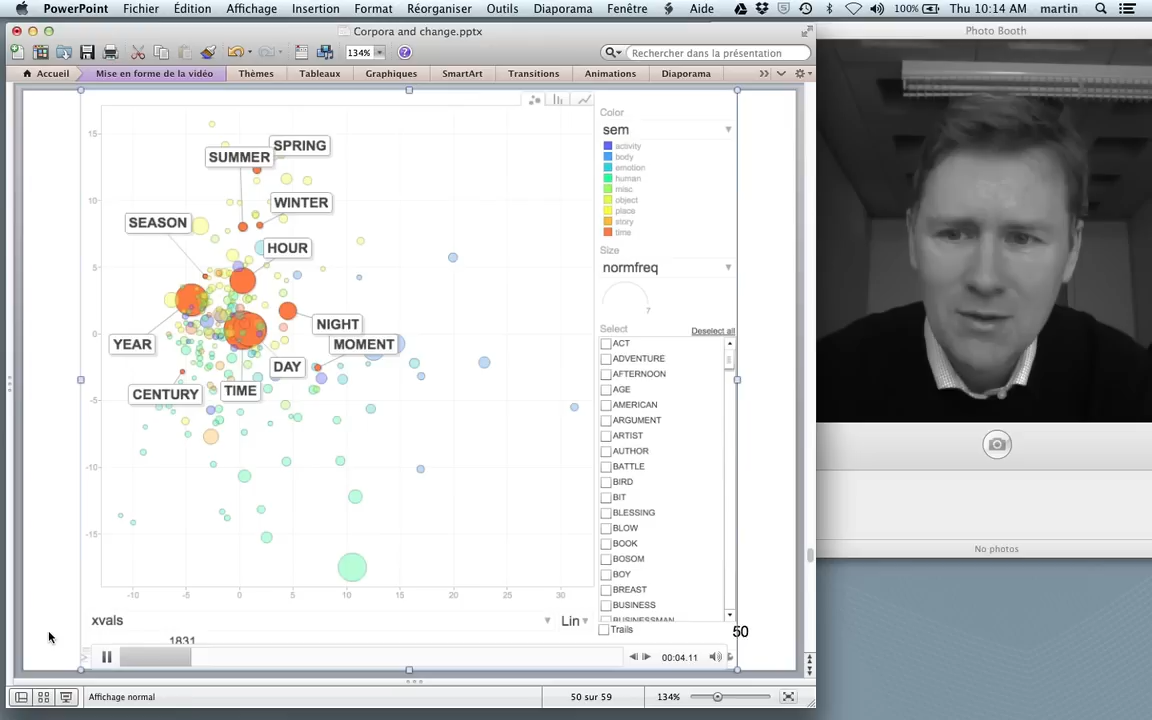 PowerPoint Fichier Édition Affichage Insertion Format Réorganiser Outils Diaporama Fenêtre Aide 100% Thu 10:14 AM martin
Corpora and change.pptx
Photo Booth
134% Rechercher dans la présentation
Accueil Mise en forme de la vidéo Thèmes Tableaux Graphiques SmartArt Transitions Animations Diaporama
Color
sem
activity
body
emotion
human
misc
object
place
story
time
Size
normfreq
7
Select Deselect all
ACT
ADVENTURE
AFTERNOON
AGE
AMERICAN
ARGUMENT
ARTIST
AUTHOR
BATTLE
BIRD
BIT
BLESSING
BLOW
BOOK
BOSOM
BOY
BREAST
BUSINESS
BUSINESSMAN
Trails
15
10
5
0
-5
-10
-15
SPRING
SUMMER
WINTER
SEASON
HOUR
NIGHT
YEAR
MOMENT
DAY
CENTURY
TIME
-10 -5 0 5 10 15 20 25 30
xvals Lin
1831
50
00:04.11
No photos
Affichage normal 50 sur 59 134%